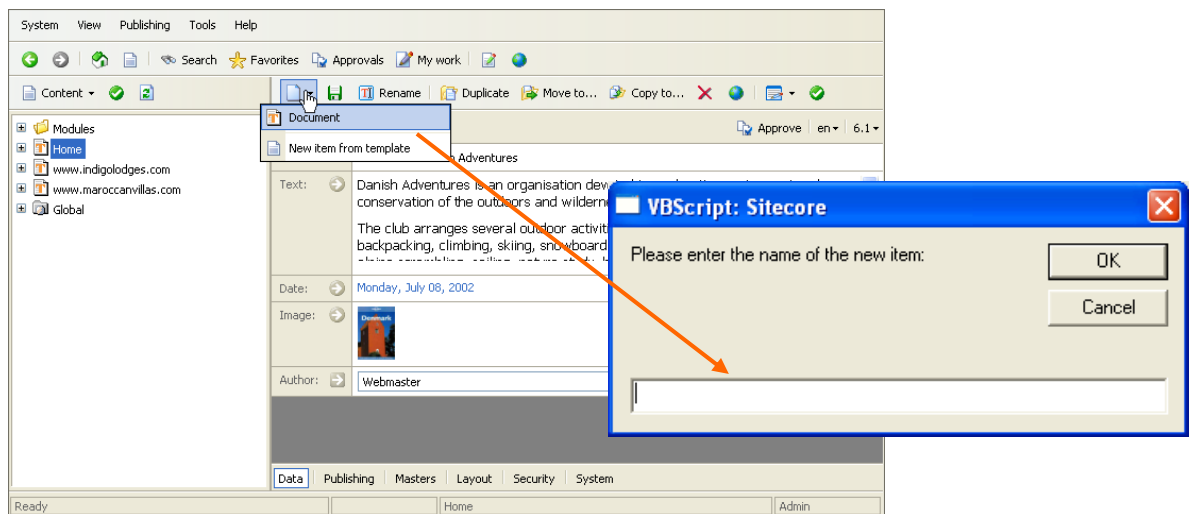 System View Publishing Tools Help
Search Favorites Approvals My work
Content Rename Duplicate Move to... Copy to...
Modules
Home
www.indigolodges.com
www.maroccanvillas.com
Global
Document
New item from template
Approve en 6.1
Adventures
Text: Danish Adventures is an organisation
conservation of the outdoors and
The club arranges several outdoor
backpacking, climbing, skiing, snowboard
Date: Monday, July 08, 2002
Image: Denmark
Author: Webmaster
Data Publishing Masters Layout Security System
Ready Home Admin
VBScript: Sitecore
Please enter the name of the new item:
OK
Cancel